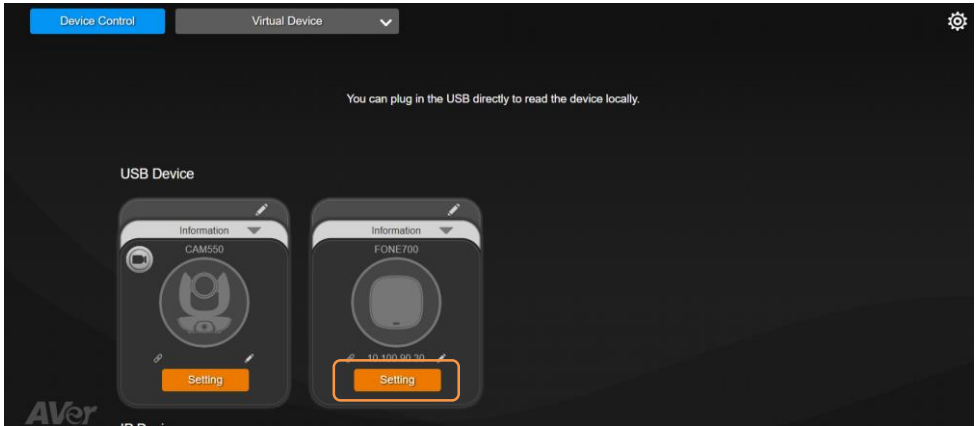 Device Control Virtual Device
You can plug in the USB directly to read the device locally.
USB Device
Information Information
CAM550 FONE700
10.100.90.30
Setting Setting
AVer